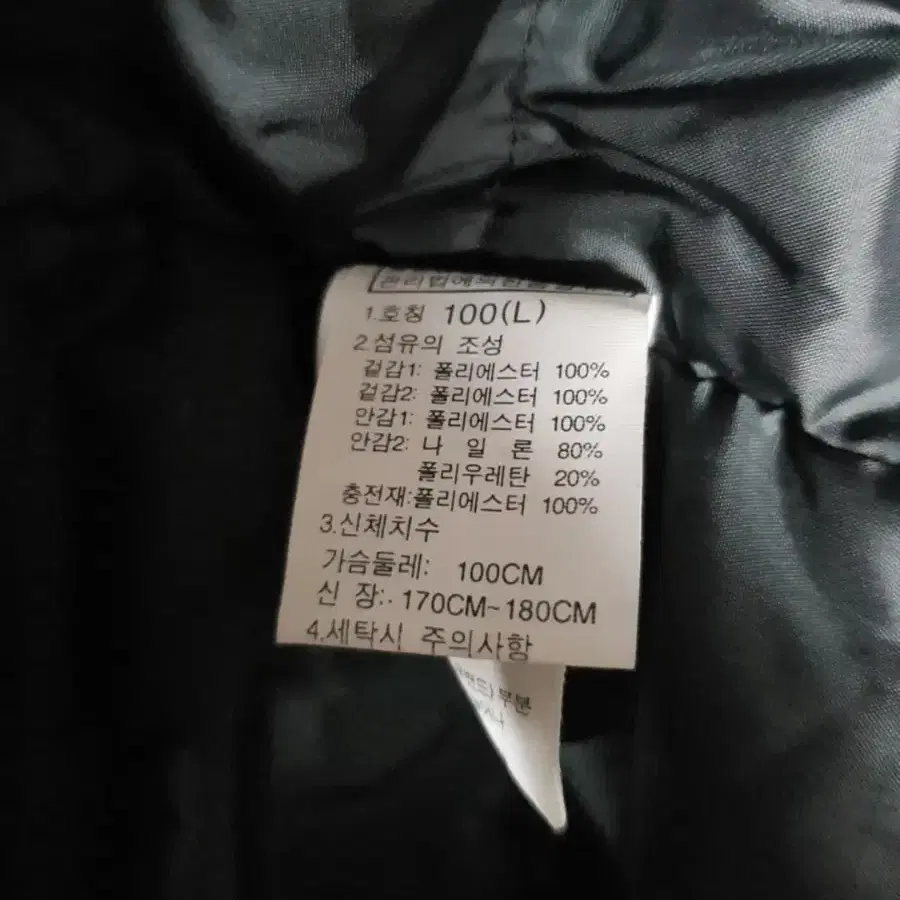 1.호칭 100(L)
2.섬유의 조성
겉감1: 폴리에스터 100%
겉감2: 폴리에스터 100%
안감1: 폴리에스터 100%
안감2: 나 일 론 80%
폴리우레탄 20%
충전재:폴리에스터 100%
3.신체치수
가슴둘레: 100CM
신 장: 170CM~180CM
4.세탁시 주의사항
부분